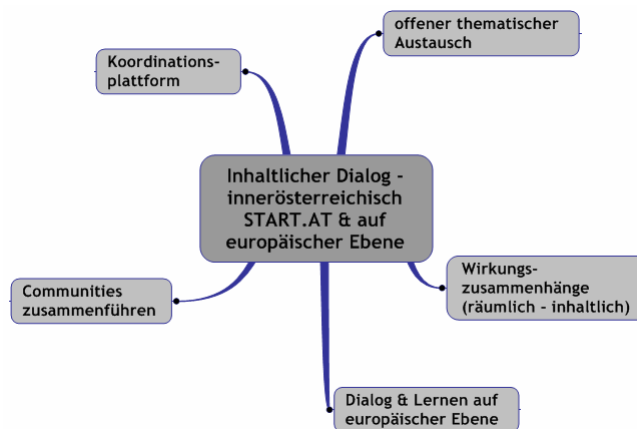 offener thematischer
Austausch
Koordinations-
plattform
Inhaltlicher Dialog -
innerösterreichisch
START.AT & auf
europäischer Ebene
Wirkungs-
zusammenhänge
(räumlich - inhaltlich)
Communities
zusammenführen
Dialog & Lernen auf
europäischer Ebene